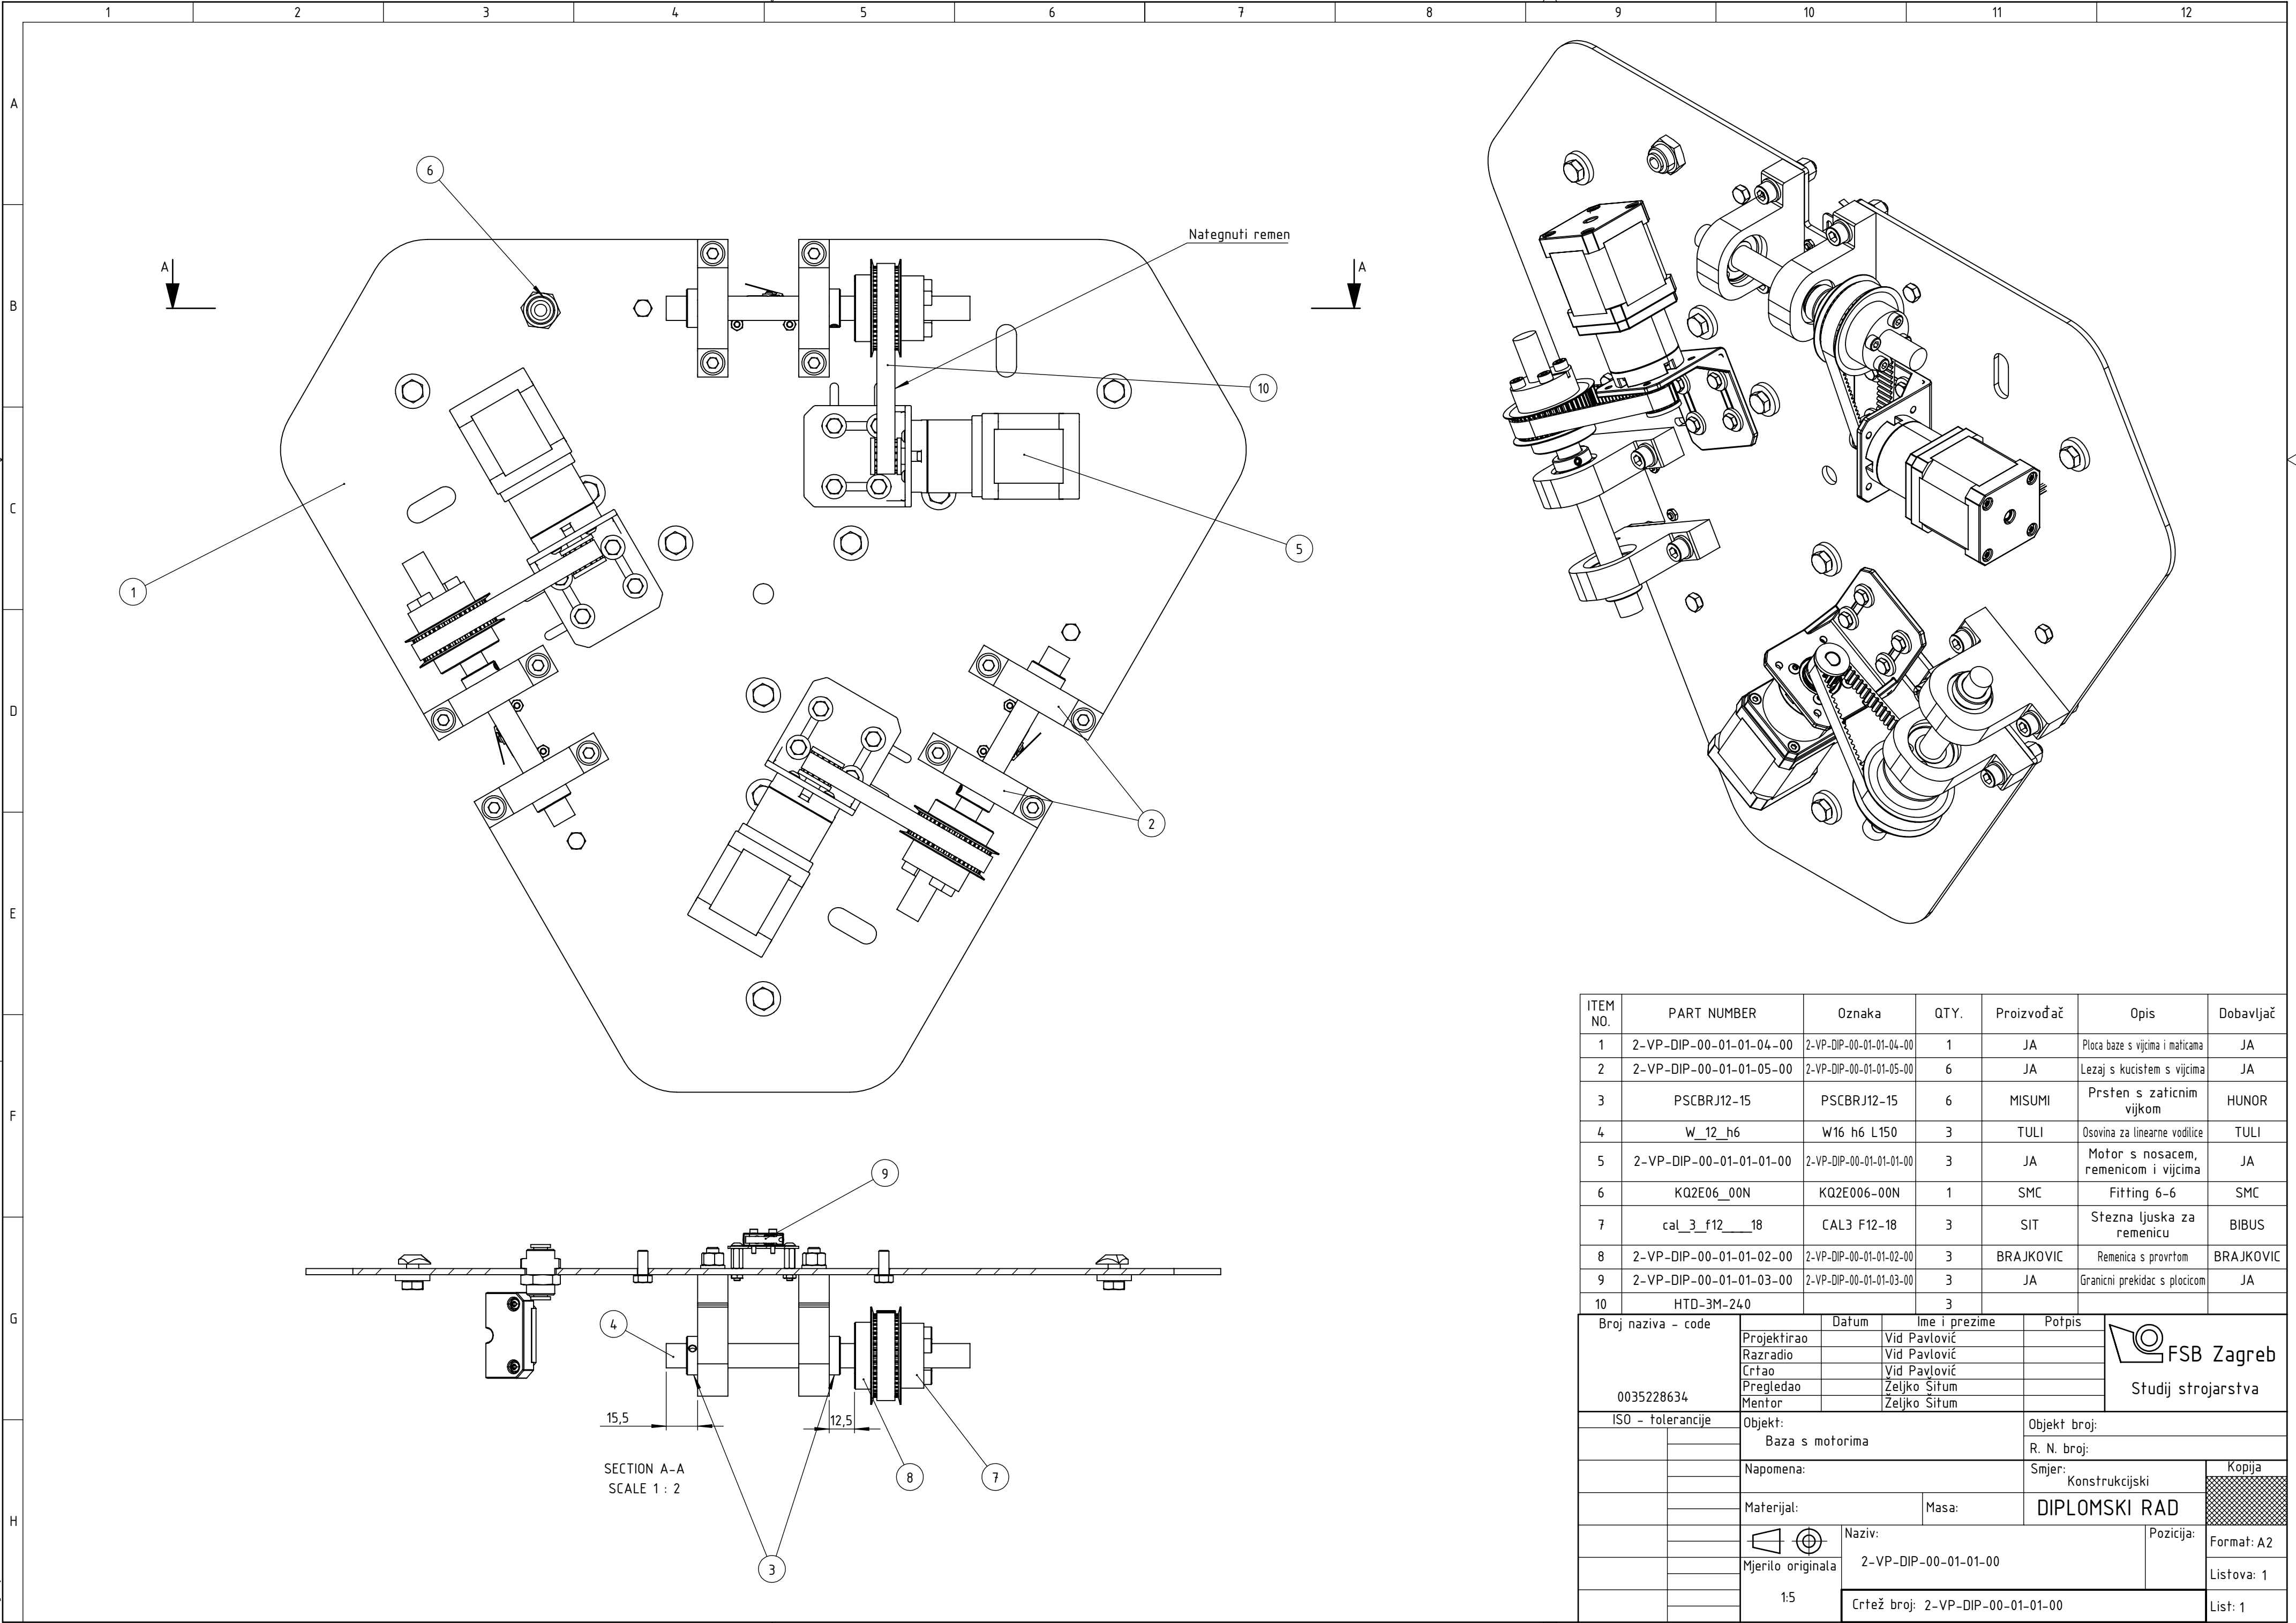 1 2 3 4 5 6 7 8 9 10 11 12
A
B
C
D
E
F
G
H
6
A
A
Nategnuti remen
10
5
1
2
9
4
15,5
12,5
8
7
3
SECTION A-A
SCALE 1 : 2
ITEM NO. PART NUMBER Oznaka QTY. Proizvođač Opis Dobavljač
1 2-VP-DIP-00-01-01-04-00 2-VP-DIP-00-01-01-04-00 1 JA Ploca baze s vijcima i maticama JA
2 2-VP-DIP-00-01-01-05-00 2-VP-DIP-00-01-01-05-00 6 JA Lezaj s kucistem s vijcima JA
3 PSCBRJ12-15 PSCBRJ12-15 6 MISUMI Prsten s zaticnim vijkom HUNOR
4 W_12_h6 W16 h6 L150 3 TULI Osovina za linearne vodilice TULI
5 2-VP-DIP-00-01-01-01-00 2-VP-DIP-00-01-01-01-00 3 JA Motor s nosacem, remenicom i vijcima JA
6 KQ2E06_00N KQ2E006-00N 1 SMC Fitting 6-6 SMC
7 cal_3_f12____18 CAL3 F12-18 3 SIT Stezna ljuska za remenicu BIBUS
8 2-VP-DIP-00-01-01-02-00 2-VP-DIP-00-01-01-02-00 3 BRAJKOVIC Remenica s provrtom BRAJKOVIC
9 2-VP-DIP-00-01-01-03-00 2-VP-DIP-00-01-01-03-00 3 JA Granicni prekidac s plocicom JA
10 HTD-3M-240 3
Broj naziva - code
0035228634
Datum Ime i prezime Potpis
Projektirao Vid Pavlović
Razradio Vid Pavlović
Crtao Vid Pavlović
Pregledao Željko Šitum
Mentor Željko Šitum
FSB Zagreb
Studij strojarstva
ISO - tolerancije
Objekt:
Baza s motorima
Objekt broj:
R. N. broj:
Napomena:
Smjer:
Konstrukcijski
Kopija
Materijal:
Masa:
DIPLOMSKI RAD
Naziv:
2-VP-DIP-00-01-01-00
Pozicija:
Format: A2
Mjerilo originala
1:5
Listova: 1
Crtež broj: 2-VP-DIP-00-01-01-00
List: 1